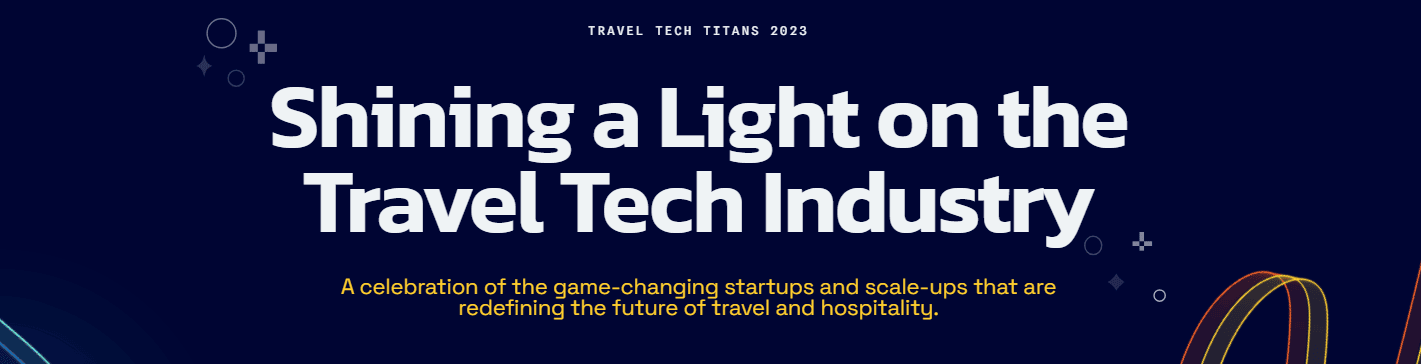 TRAVEL TECH TITANS 2023
Shining a Light on the
Travel Tech Industry
A celebration of the game-changing startups and scale-ups that are
redefining the future of travel and hospitality.